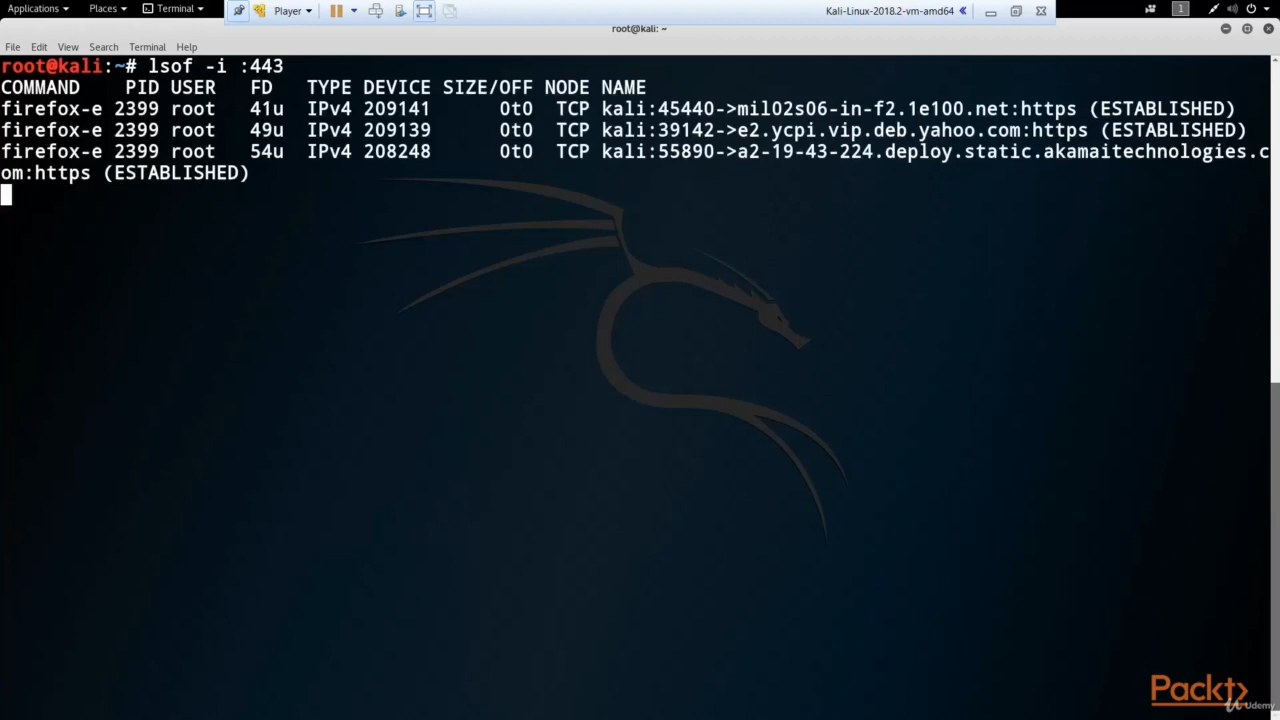 Applications Places Terminal Player Kali-Linux-2018.2-vm-amd64 1
root@kali: ~
File Edit View Search Terminal Help
root@kali:~# lsof -i :443
COMMAND PID USER FD TYPE DEVICE SIZE/OFF NODE NAME
firefox-e 2399 root 41u IPv4 209141 0t0 TCP kali:45440->mil02s06-in-f2.1e100.net:https (ESTABLISHED)
firefox-e 2399 root 49u IPv4 209139 0t0 TCP kali:39142->e2.ycpi.vip.deb.yahoo.com:https (ESTABLISHED)
firefox-e 2399 root 54u IPv4 208248 0t0 TCP kali:55890->a2-19-43-224.deploy.static.akamaitechnologies.c
om:https (ESTABLISHED)
Packt>
Udemy